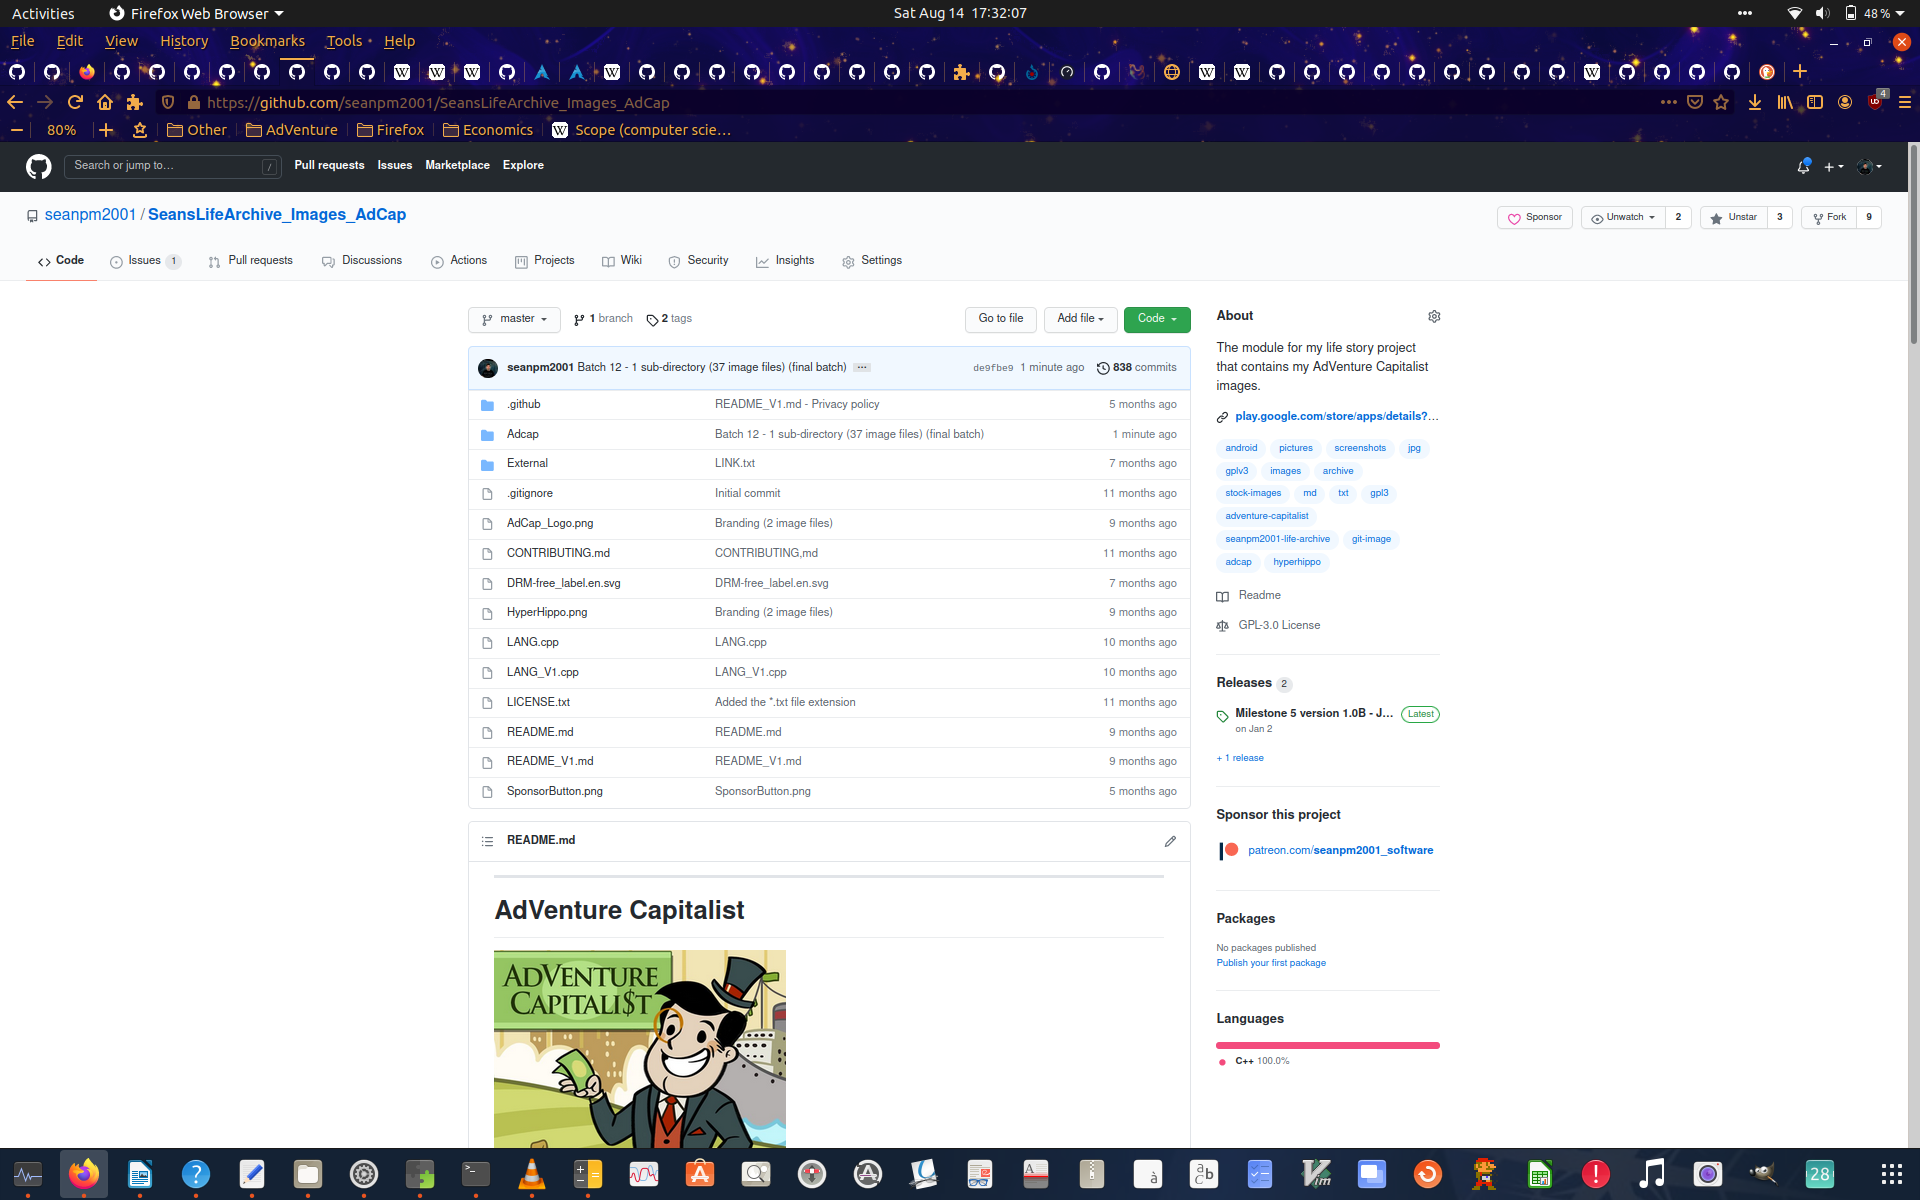 Activities Firefox Web Browser Sat Aug 14 17:32:07 48 %
File Edit View History Bookmarks Tools Help
https://github.com/seanpm2001/SeansLifeArchive_Images_AdCap 4
80% Other AdVenture Firefox Economics Scope (computer scie…
Search or jump to… / Pull requests Issues Marketplace Explore
seanpm2001 / SeansLifeArchive_Images_AdCap Sponsor Unwatch 2 Unstar 3 Fork 9
Code Issues 1 Pull requests Discussions Actions Projects Wiki Security Insights Settings
master 1 branch 2 tags Go to file Add file Code
seanpm2001 Batch 12 - 1 sub-directory (37 image files) (final batch) … de9fbe9 1 minute ago 838 commits
.github README_V1.md - Privacy policy 5 months ago
Adcap Batch 12 - 1 sub-directory (37 image files) (final batch) 1 minute ago
External LINK.txt 7 months ago
.gitignore Initial commit 11 months ago
AdCap_Logo.png Branding (2 image files) 9 months ago
CONTRIBUTING.md CONTRIBUTING,md 11 months ago
DRM-free_label.en.svg DRM-free_label.en.svg 7 months ago
HyperHippo.png Branding (2 image files) 9 months ago
LANG.cpp LANG.cpp 10 months ago
LANG_V1.cpp LANG_V1.cpp 10 months ago
LICENSE.txt Added the *.txt file extension 11 months ago
README.md README.md 9 months ago
README_V1.md README_V1.md 9 months ago
SponsorButton.png SponsorButton.png 5 months ago
README.md
AdVenture Capitalist
ADVENTURE
CAPITALI$T
About
The module for my life story project
that contains my AdVenture Capitalist
images.
play.google.com/store/apps/details?…
android pictures screenshots jpg
gplv3 images archive
stock-images md txt gpl3
adventure-capitalist
seanpm2001-life-archive git-image
adcap hyperhippo
Readme
GPL-3.0 License
Releases 2
Milestone 5 version 1.0B - J… Latest
on Jan 2
+ 1 release
Sponsor this project
patreon.com/seanpm2001_software
Packages
No packages published
Publish your first package
Languages
C++ 100.0%
28